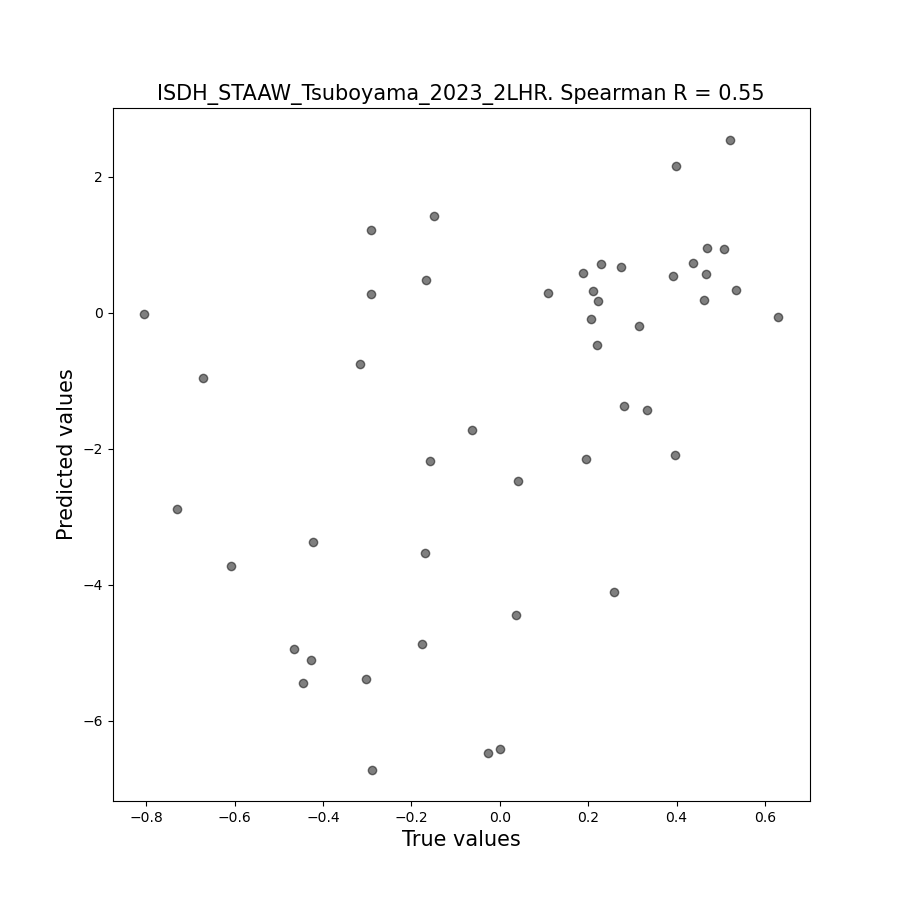 ISDH_STAAW_Tsuboyama_2023_2LHR. Spearman R = 0.55
2
0
−2
−4
−6
Predicted values
−0.8 −0.6 −0.4 −0.2 0.0 0.2 0.4 0.6
True values